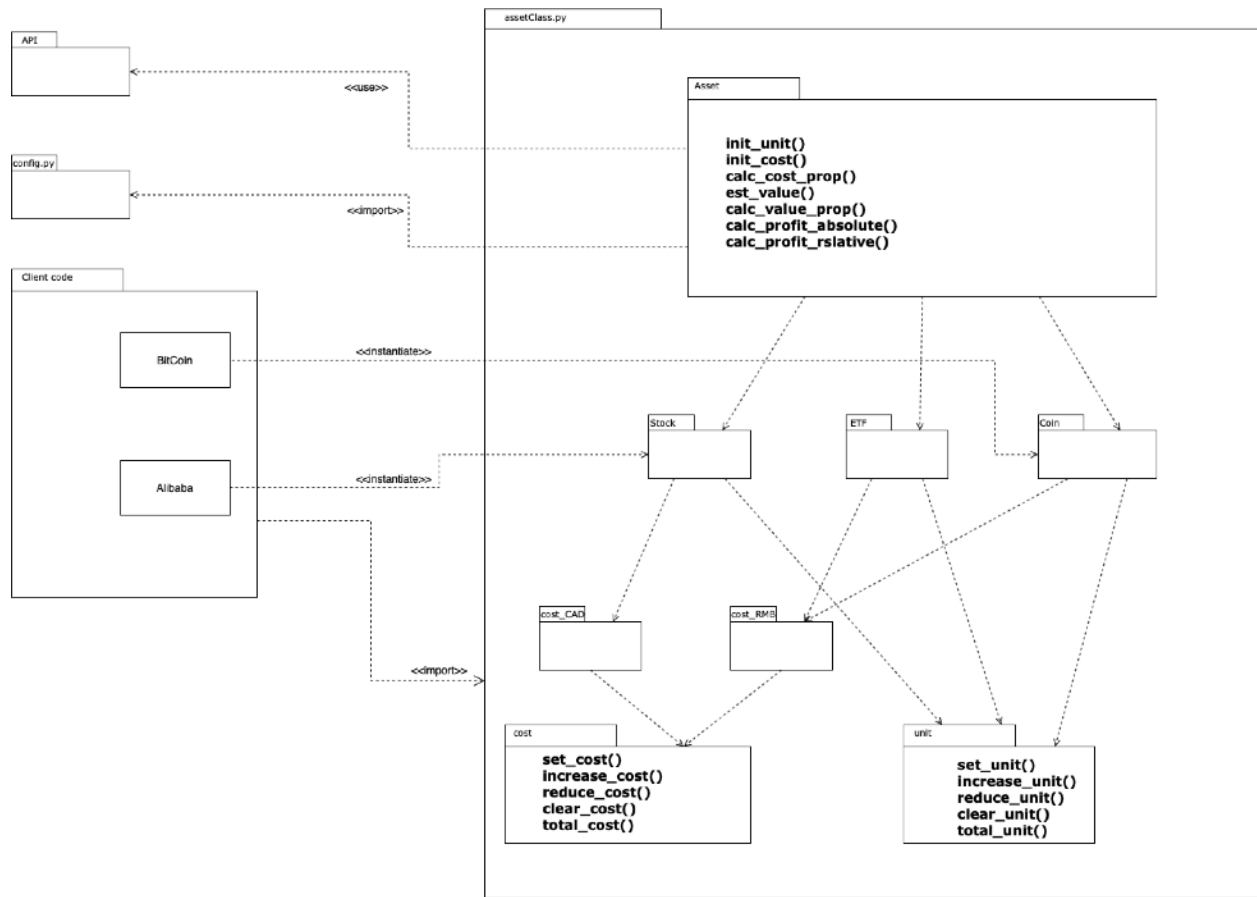 assetClass.py
API
<<use>>
Asset
init_unit()
init_cost()
calc_cost_prop()
est_value()
calc_value_prop()
calc_profit_absolute()
calc_profit_rslative()
config.py
<<import>>
Client code
BitCoin
<<instantiate>>
Alibaba
<<instantiate>>
Stock
ETF
Coin
cost_CAD
cost_RMB
<<import>>
cost
set_cost()
increase_cost()
reduce_cost()
clear_cost()
total_cost()
unit
set_unit()
increase_unit()
reduce_unit()
clear_unit()
total_unit()